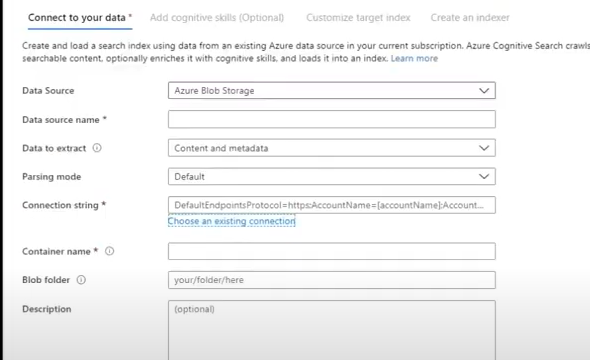 Connect to your data * Add cognitive skills (Optional) Customize target index Create an indexer
Create and load a search index using data from an existing Azure data source in your current subscription. Azure Cognitive Search crawls
searchable content, optionally enriches it with cognitive skills, and loads it into an index. Learn more
Data Source Azure Blob Storage
Data source name *
Data to extract Content and metadata
Parsing mode Default
Connection string * DefaultEndpointsProtocol=https;AccountName=[accountName];Account...
Choose an existing connection
Container name *
Blob folder your/folder/here
Description (optional)